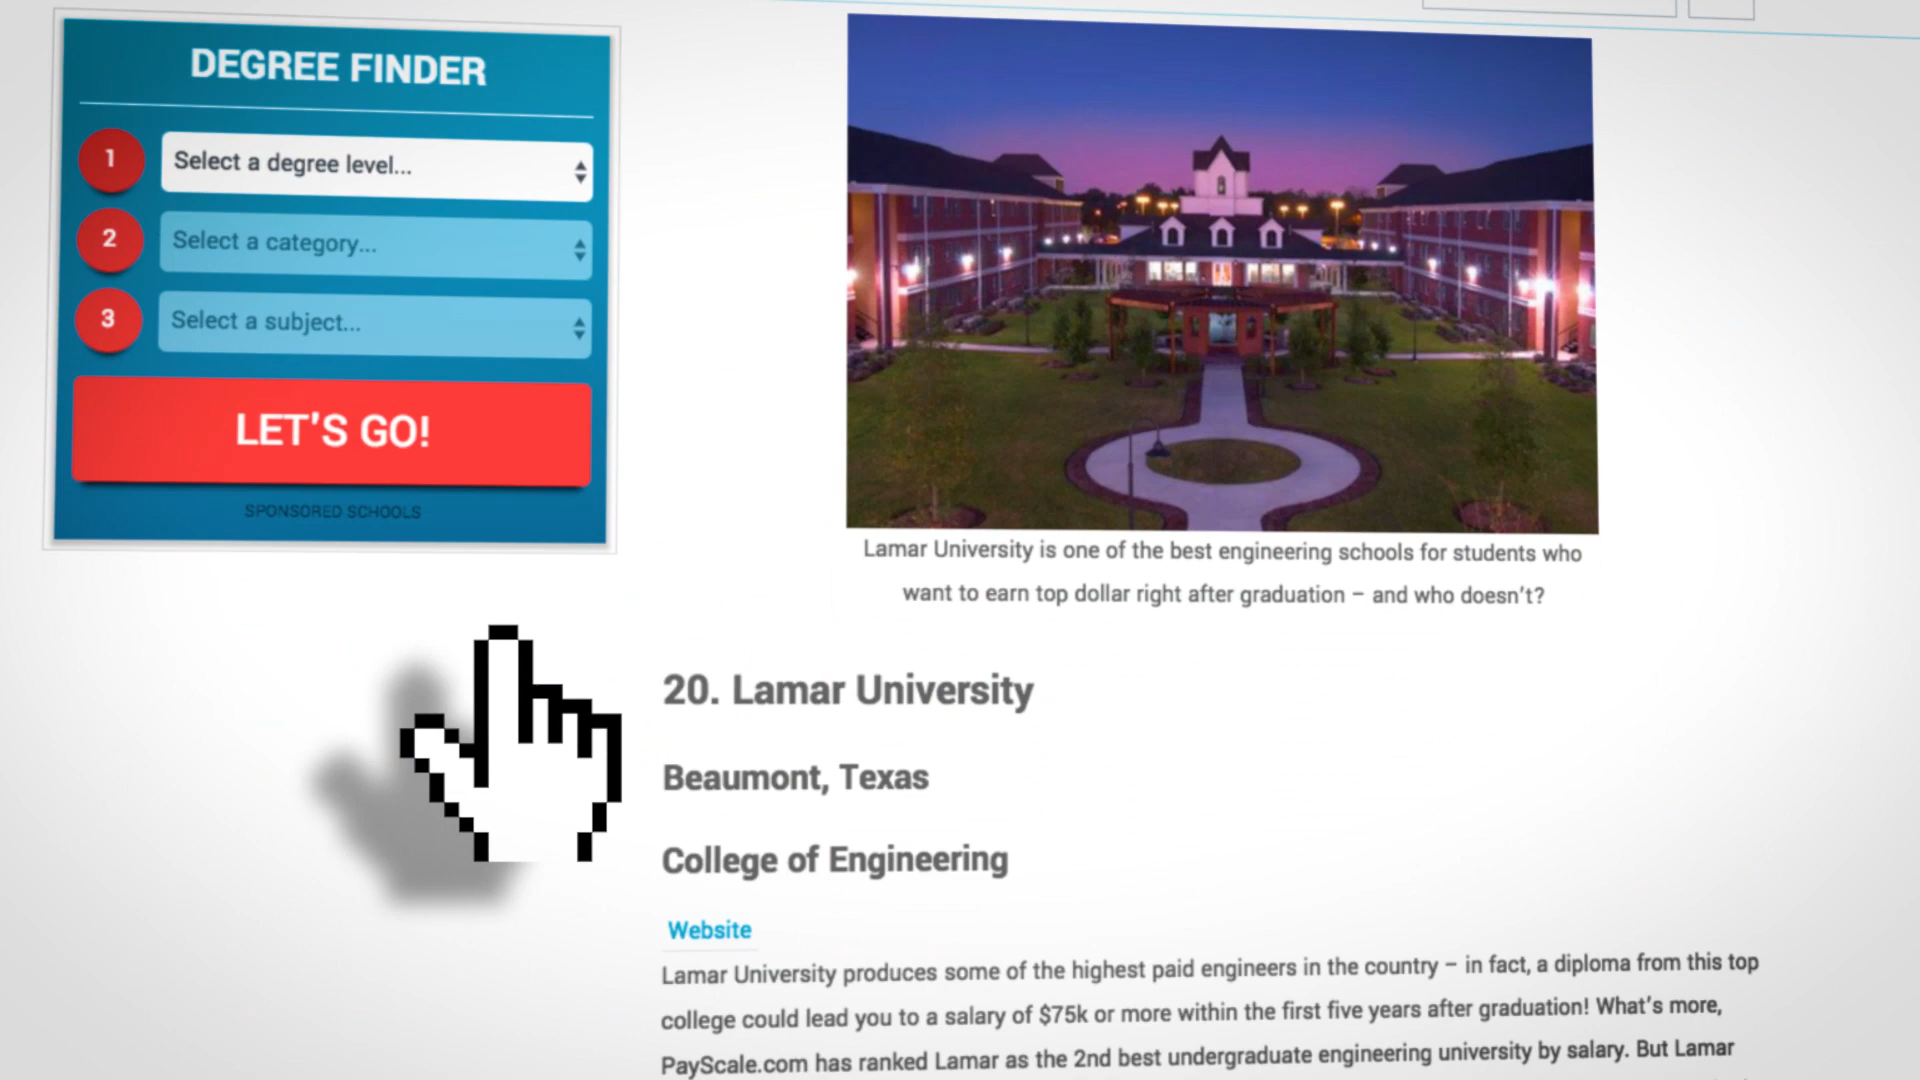 DEGREE FINDER
1
Select a degree level...
2
Select a category...
3
Select a subject...
LET'S GO!
SPONSORED SCHOOLS
Lamar University is one of the best engineering schools for students who
want to earn top dollar right after graduation – and who doesn't?
20. Lamar University
Beaumont, Texas
College of Engineering
Website
Lamar University produces some of the highest paid engineers in the country – in fact, a diploma from this top
college could lead you to a salary of $75k or more within the first five years after graduation! What's more,
PayScale.com has ranked Lamar as the 2nd best undergraduate engineering university by salary. But Lamar